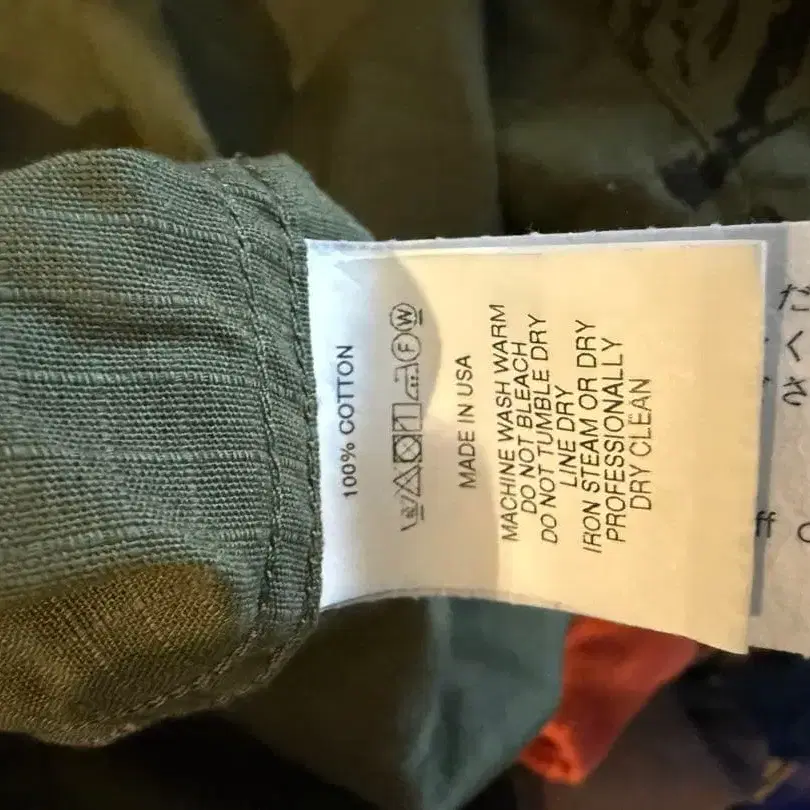 100% COTTON
F W
MADE IN USA
MACHINE WASH WARM
DO NOT BLEACH
DO NOT TUMBLE DRY
LINE DRY
IRON STEAM OR DRY
PROFESSIONALLY
DRY CLEAN
ff